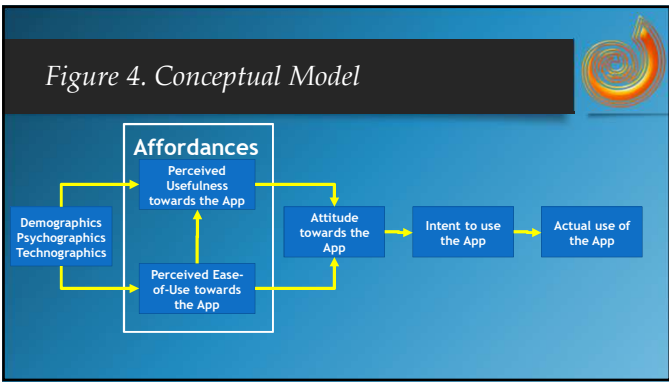 Figure 4. Conceptual Model
Affordances
Perceived
Usefulness
towards the App
Demographics
Psychographics
Technographics
Perceived Ease-
of-Use towards
the App
Attitude
towards the
App
Intent to use
the App
Actual use of
the App